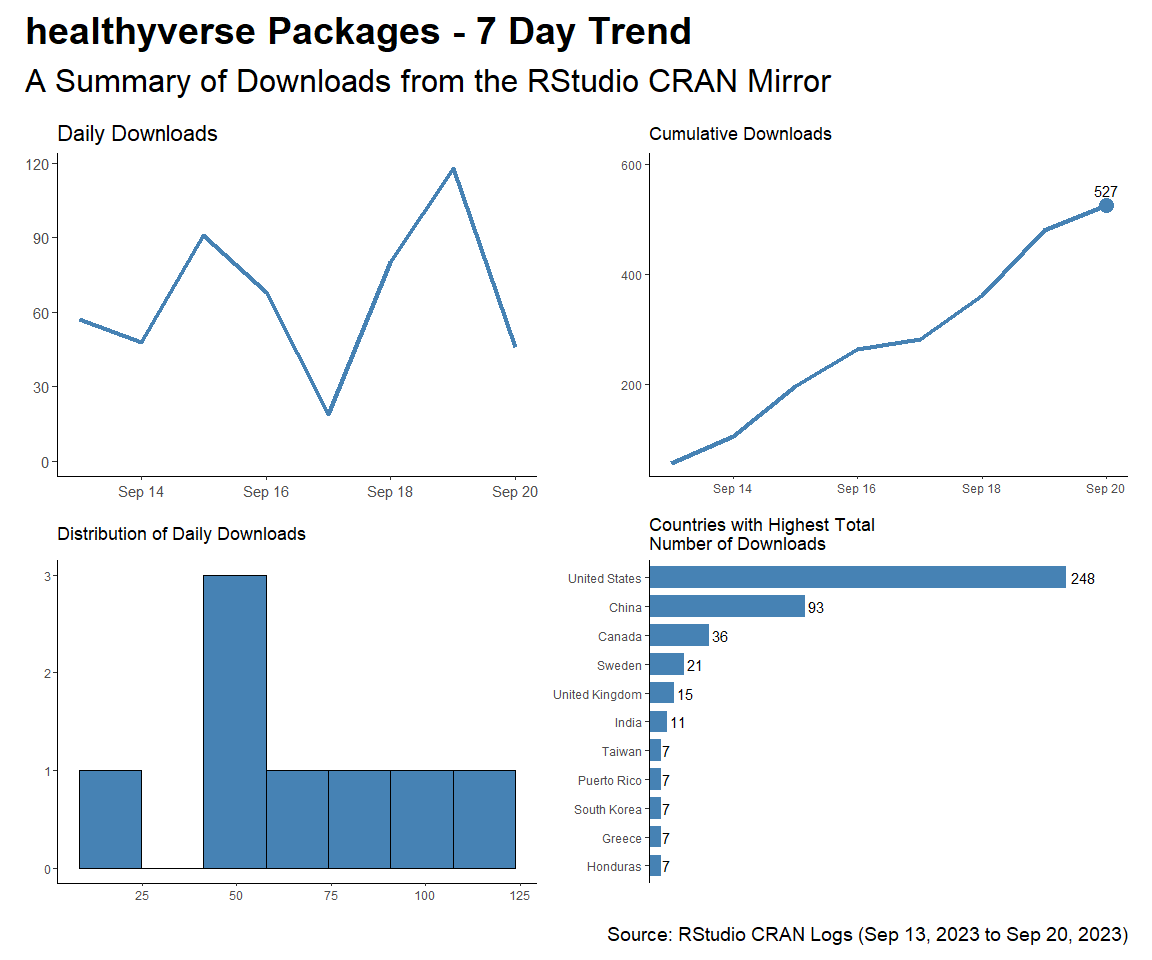 healthyverse Packages - 7 Day Trend
A Summary of Downloads from the RStudio CRAN Mirror
Daily Downloads
120
90
60
30
0
Sep 14 Sep 16 Sep 18 Sep 20
Cumulative Downloads
600
400
200
527
Sep 14 Sep 16 Sep 18 Sep 20
Distribution of Daily Downloads
3
2
1
0
25 50 75 100 125
Countries with Highest Total
Number of Downloads
United States 248
China 93
Canada 36
Sweden 21
United Kingdom 15
India 11
Taiwan 7
Puerto Rico 7
South Korea 7
Greece 7
Honduras 7
Source: RStudio CRAN Logs (Sep 13, 2023 to Sep 20, 2023)